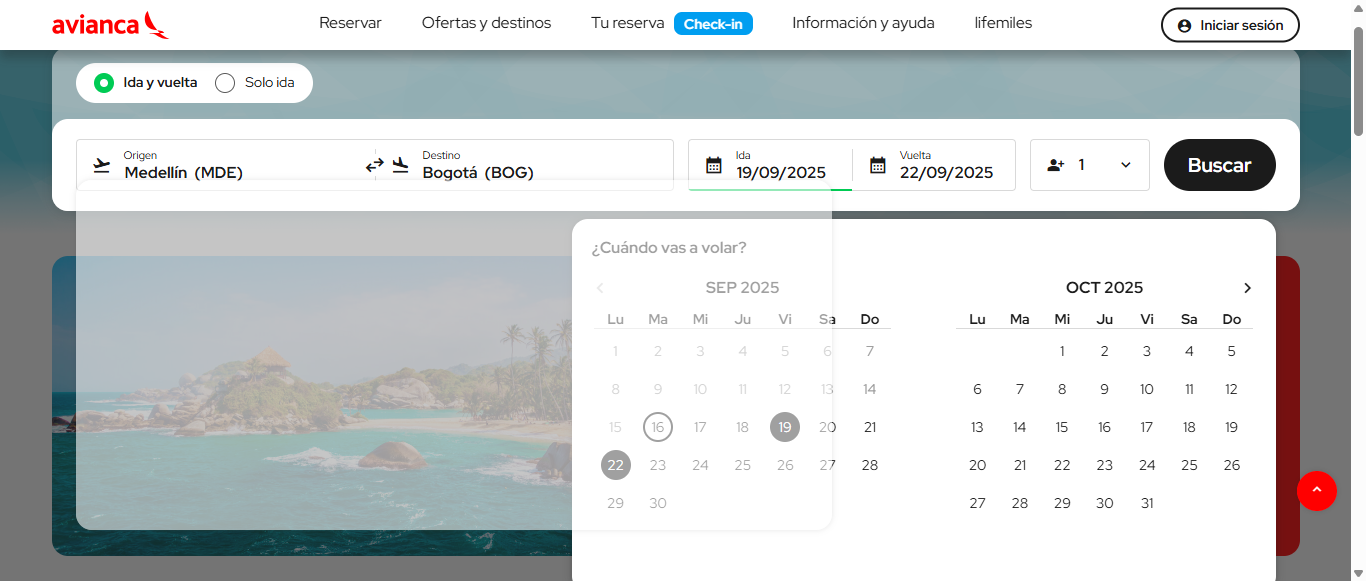 avianca
Reservar Ofertas y destinos Tu reserva Check-in Información y ayuda lifemiles Iniciar sesión
Ida y vuelta Solo ida
Origen Destino Ida Vuelta
Medellín (MDE) Bogotá (BOG) 19/09/2025 22/09/2025 1 Buscar
¿Cuándo vas a volar?
SEP 2025
Lu Ma Mi Ju Vi Sa Do
1 2 3 4 5 6 7
8 9 10 11 12 13 14
15 16 17 18 19 20 21
22 23 24 25 26 27 28
29 30
OCT 2025
Lu Ma Mi Ju Vi Sa Do
1 2 3 4 5
6 7 8 9 10 11 12
13 14 15 16 17 18 19
20 21 22 23 24 25 26
27 28 29 30 31